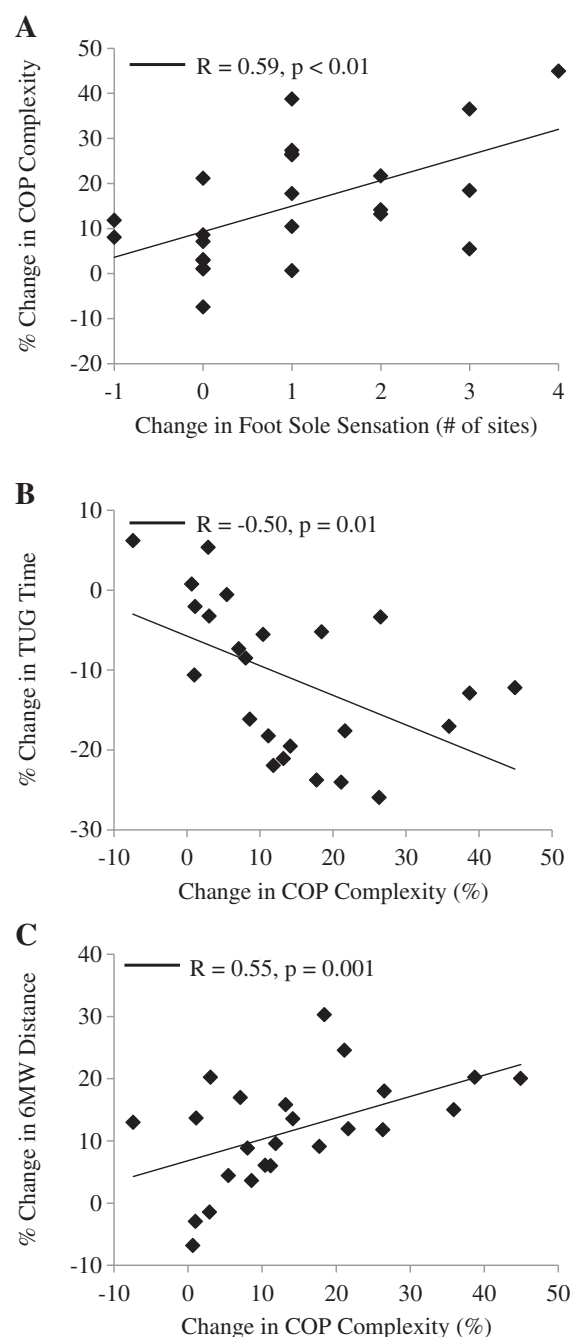 A
R = 0.59, p < 0.01
% Change in COP Complexity
50
40
30
20
10
0
-10
-20
-1 0 1 2 3 4
Change in Foot Sole Sensation (# of sites)
B
R = -0.50, p = 0.01
% Change in TUG Time
10
0
-10
-20
-30
-10 0 10 20 30 40 50
Change in COP Complexity (%)
C
R = 0.55, p = 0.001
% Change in 6MW Distance
40
30
20
10
0
-10
-10 0 10 20 30 40 50
Change in COP Complexity (%)